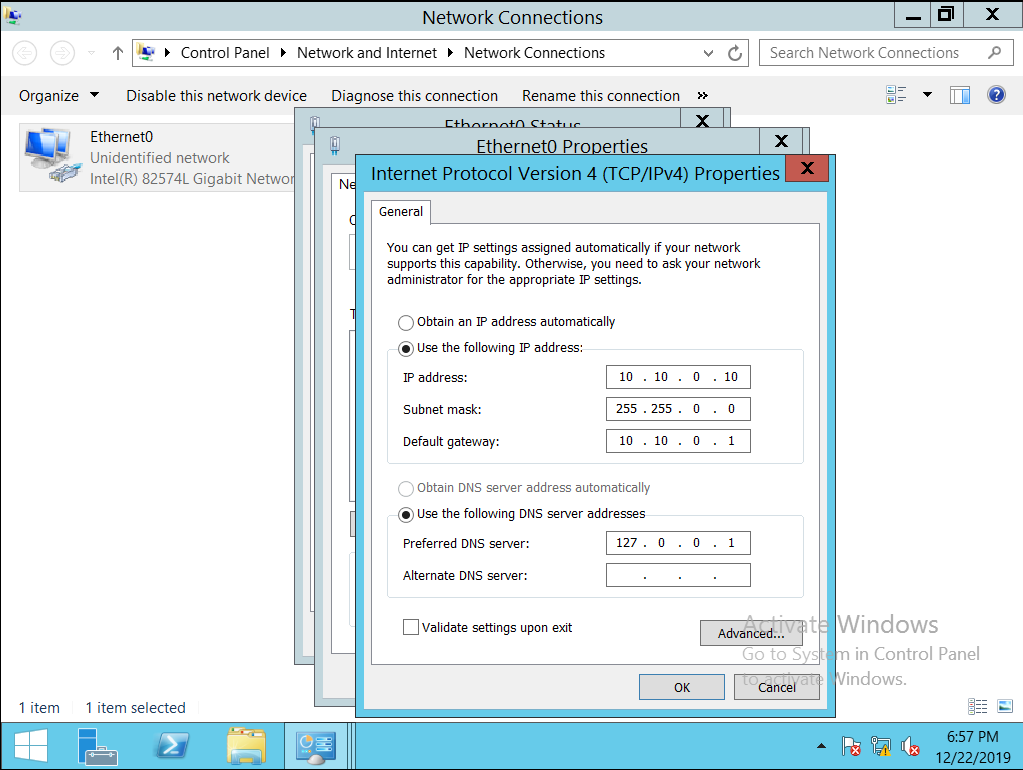 Network Connections
Control Panel Network and Internet Network Connections
Search Network Connections
Organize Disable this network device Diagnose this connection Rename this connection »
Ethernet0
Unidentified network
Intel(R) 82574L Gigabit Networ
Ethernet0 Status
Ethernet0 Properties
Internet Protocol Version 4 (TCP/IPv4) Properties
General
You can get IP settings assigned automatically if your network
supports this capability. Otherwise, you need to ask your network
administrator for the appropriate IP settings.
Obtain an IP address automatically
Use the following IP address:
IP address: 10 . 10 . 0 . 10
Subnet mask: 255 . 255 . 0 . 0
Default gateway: 10 . 10 . 0 . 1
Obtain DNS server address automatically
Use the following DNS server addresses
Preferred DNS server: 127 . 0 . 0 . 1
Alternate DNS server: . . .
Validate settings upon exit
Advanced...
OK Cancel
Activate Windows
Go to System in Control Panel
to activate Windows.
1 item 1 item selected
6:57 PM
12/22/2019